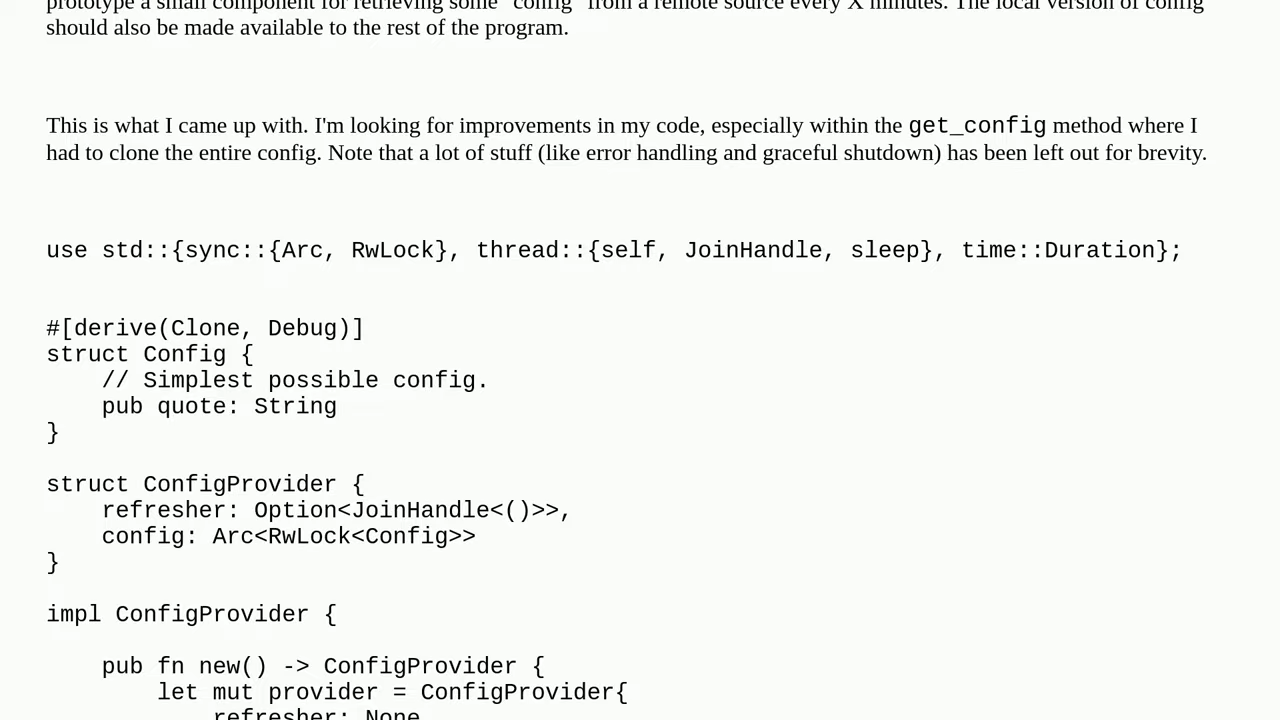 prototype a small component for retrieving some "config" from a remote source every X minutes. The local version of config
should also be made available to the rest of the program.
This is what I came up with. I'm looking for improvements in my code, especially within the get_config method where I
had to clone the entire config. Note that a lot of stuff (like error handling and graceful shutdown) has been left out for brevity.
use std::{sync::{Arc, RwLock}, thread::{self, JoinHandle, sleep}, time::Duration};
#[derive(Clone, Debug)]
struct Config {
    // Simplest possible config.
    pub quote: String
}
struct ConfigProvider {
    refresher: Option<JoinHandle<()>>,
    config: Arc<RwLock<Config>>
}
impl ConfigProvider {
    pub fn new() -> ConfigProvider {
        let mut provider = ConfigProvider{
            refresher: None